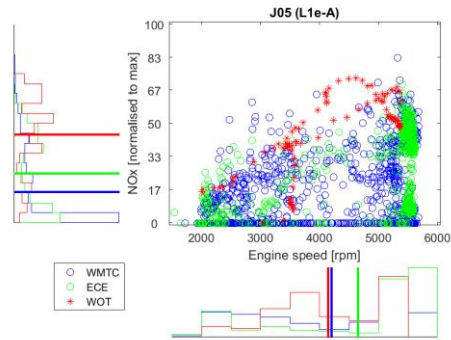 J05 (L1e-A)
100
83
67
50
33
17
0
NOx [normalised to max]
2000 3000 4000 5000 6000
Engine speed [rpm]
WMTC
ECE
WOT